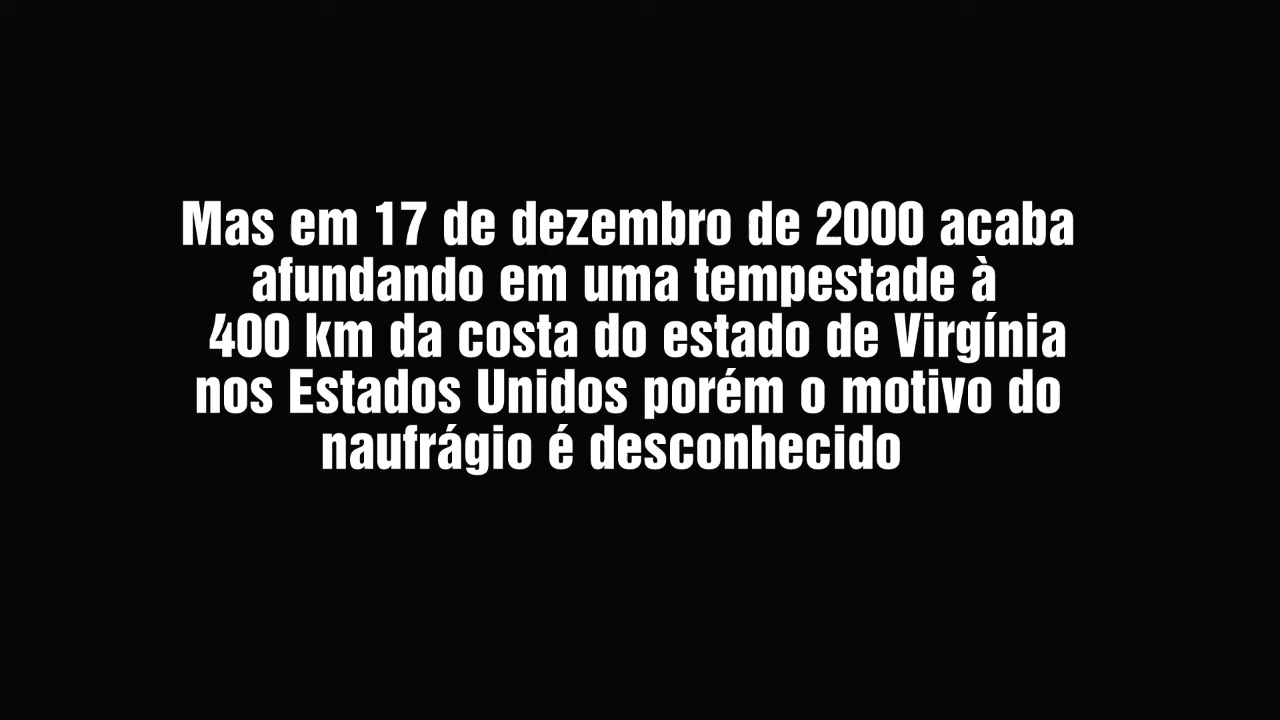 Mas em 17 de dezembro de 2000 acaba
afundando em uma tempestade à
400 km da costa do estado de Virgínia
nos Estados Unidos porém o motivo do
naufrágio é desconhecido